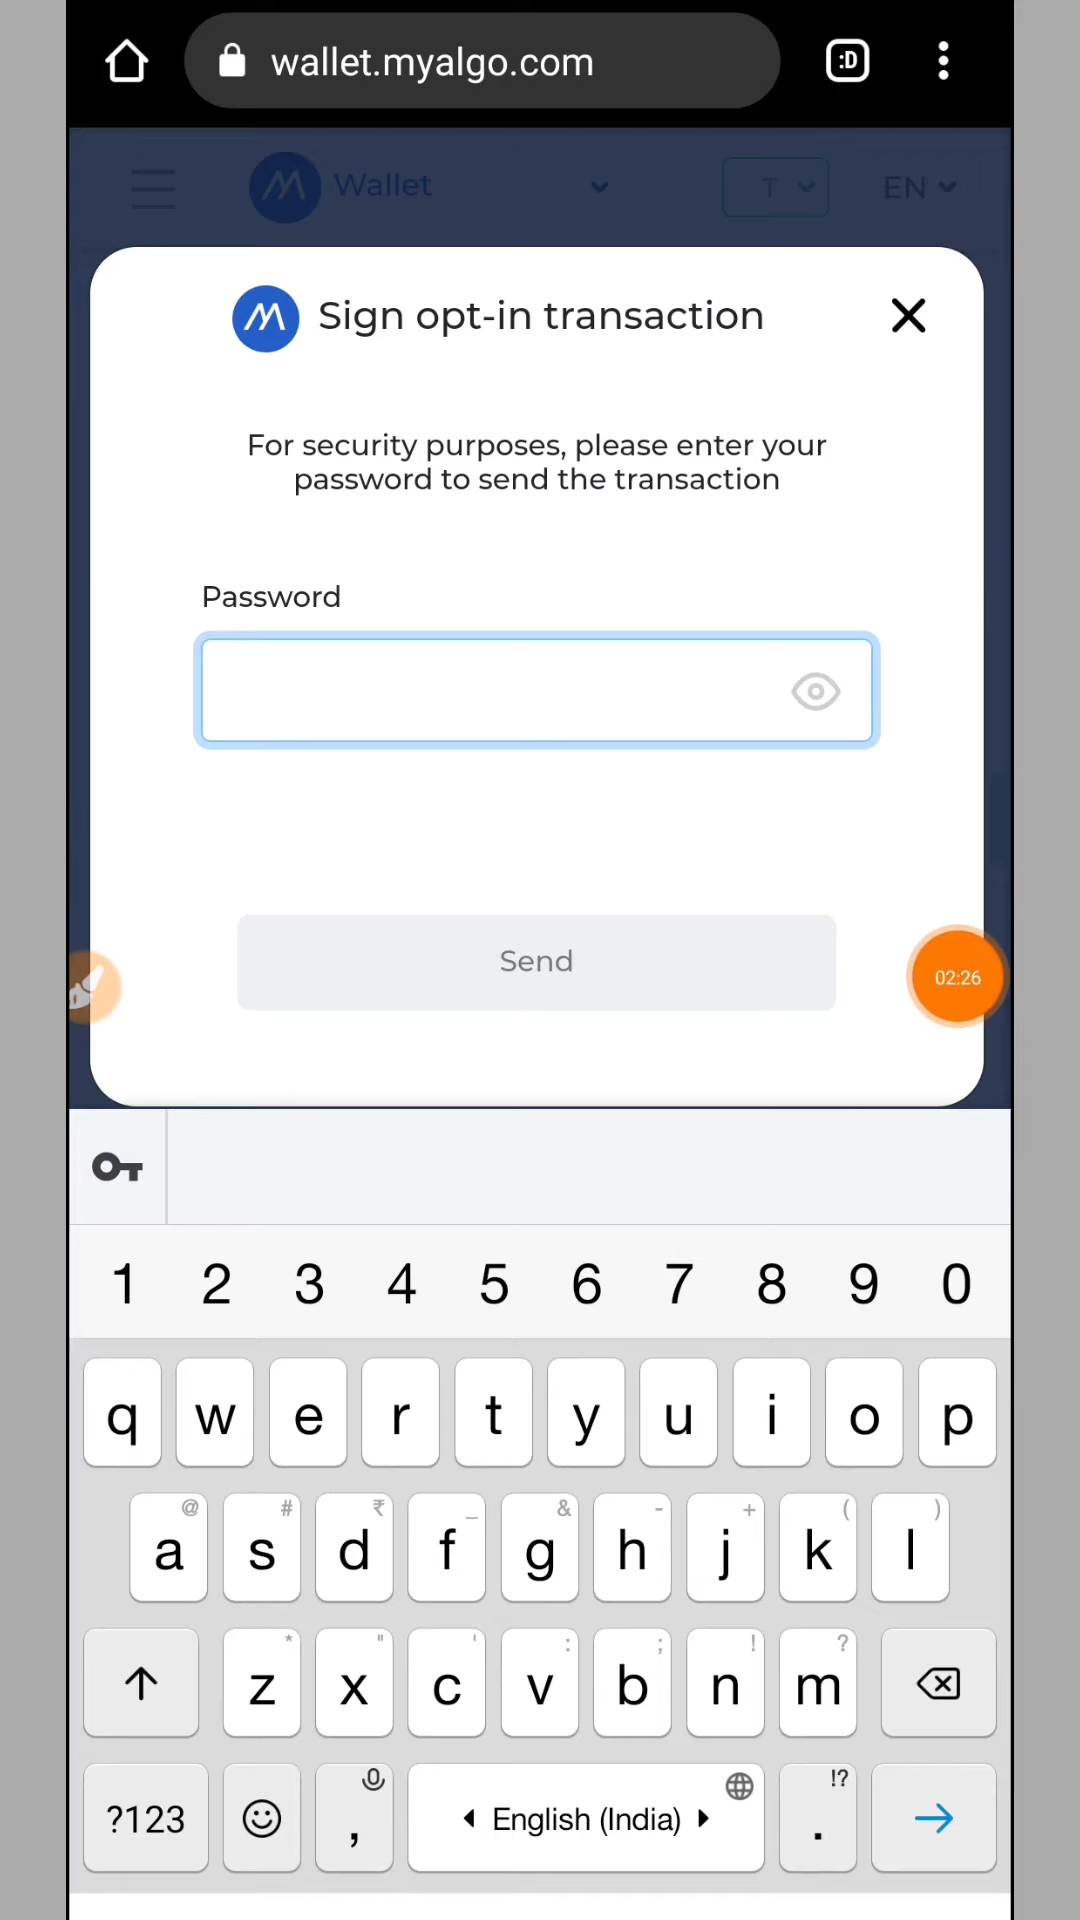 wallet.myalgo.com
:D
Wallet
T
EN
Sign opt-in transaction
For security purposes, please enter your
password to send the transaction
Password
Send
02:26
1 2 3 4 5 6 7 8 9 0
q w e r t y u i o p
@ # ₹ _ & - + ( )
a s d f g h j k l
* " ' : ; ! ?
z x c v b n m
!?
?123 , English (India) .